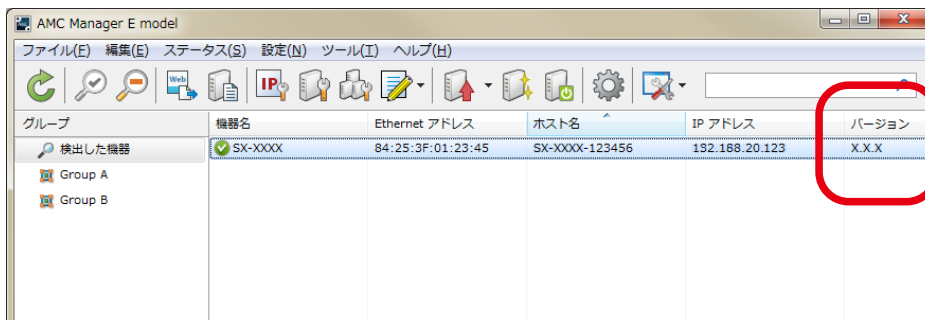 AMC Manager E model
ファイル(F) 編集(E) ステータス(S) 設定(N) ツール(T) ヘルプ(H)
Web
IP
グループ 機器名 Ethernet アドレス ホスト名 IP アドレス バージョン
検出した機器 SX-XXXX 84:25:3F:01:23:45 SX-XXXX-123456 192.188.20.123 X.X.X
Group A
Group B